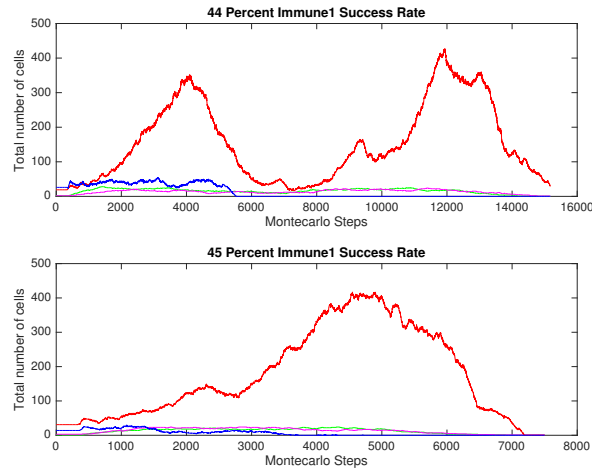 44 Percent Immune1 Success Rate
500
400
300
200
100
0
Total number of cells
0 2000 4000 6000 8000 10000 12000 14000 16000
Montecarlo Steps
45 Percent Immune1 Success Rate
500
400
300
200
100
0
Total number of cells
0 1000 2000 3000 4000 5000 6000 7000 8000
Montecarlo Steps